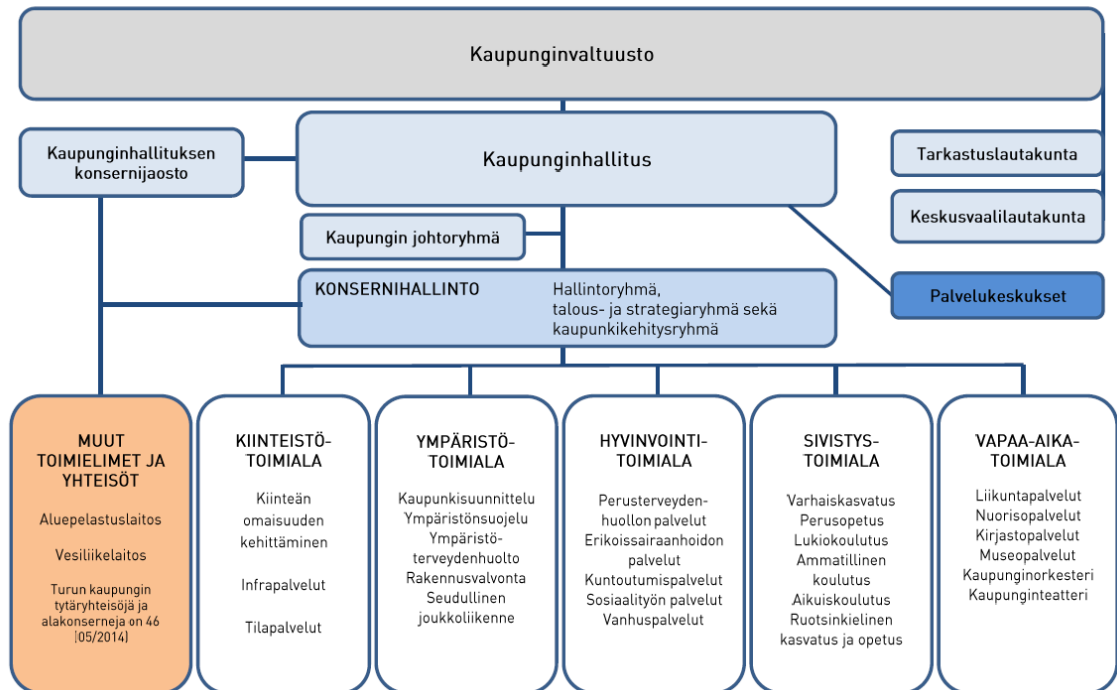 Kaupunginvaltuusto
Kaupunginhallituksen
konsernijaosto
Kaupunginhallitus
Tarkastuslautakunta
Keskusvaalilautakunta
Kaupungin johtoryhmä
KONSERNIHALLINTO
Hallintoryhmä,
talous- ja strategiaryhmä sekä
kaupunkikehitysryhmä
Palvelukeskukset
MUUT
TOIMIELIMET JA
YHTEISÖT
Aluepelastuslaitos
Vesiliikelaitos
Turun kaupungin
tytäryhteisöjä ja
alakonserneja on 46
(05/2014)
KIINTEISTÖ-
TOIMIALA
Kiinteän
omaisuuden
kehittäminen
Infrapalvelut
Tilapalvelut
YMPÄRISTÖ-
TOIMIALA
Kaupunkisuunnittelu
Ympäristönsuojelu
Ympäristö-
terveydenhuolto
Rakennusvalvonta
Seudullinen
joukkoliikenne
HYVINVOINTI-
TOIMIALA
Perusterveyden-
huollon palvelut
Erikoissairaanhoidon
palvelut
Kuntoutumispalvelut
Sosiaalityön palvelut
Vanhuspalvelut
SIVISTYS-
TOIMIALA
Varhaiskasvatus
Perusopetus
Lukiokoulutus
Ammatillinen
koulutus
Aikuiskoulutus
Ruotsinkielinen
kasvatus ja opetus
VAPAA-AIKA-
TOIMIALA
Liikuntapalvelut
Nuorisopalvelut
Kirjastopalvelut
Museopalvelut
Kaupunginorkesteri
Kaupunginteatteri